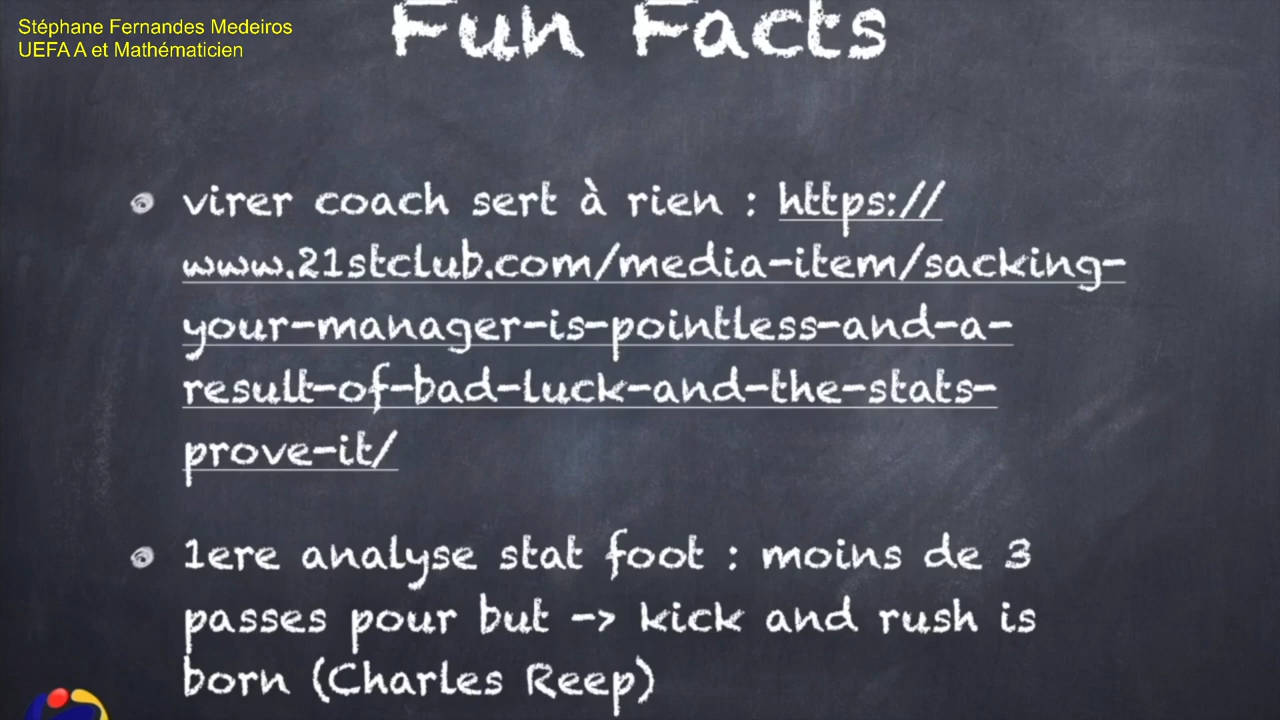 Stéphane Fernandes Medeiros
UEFA A et Mathématicien
Fun Facts
virer coach sert à rien : https://
www.21stclub.com/media-item/sacking-
your-manager-is-pointless-and-a-
result-of-bad-luck-and-the-stats-
prove-it/
1ere analyse stat foot : moins de 3
passes pour but -> kick and rush is
born (Charles Reep)